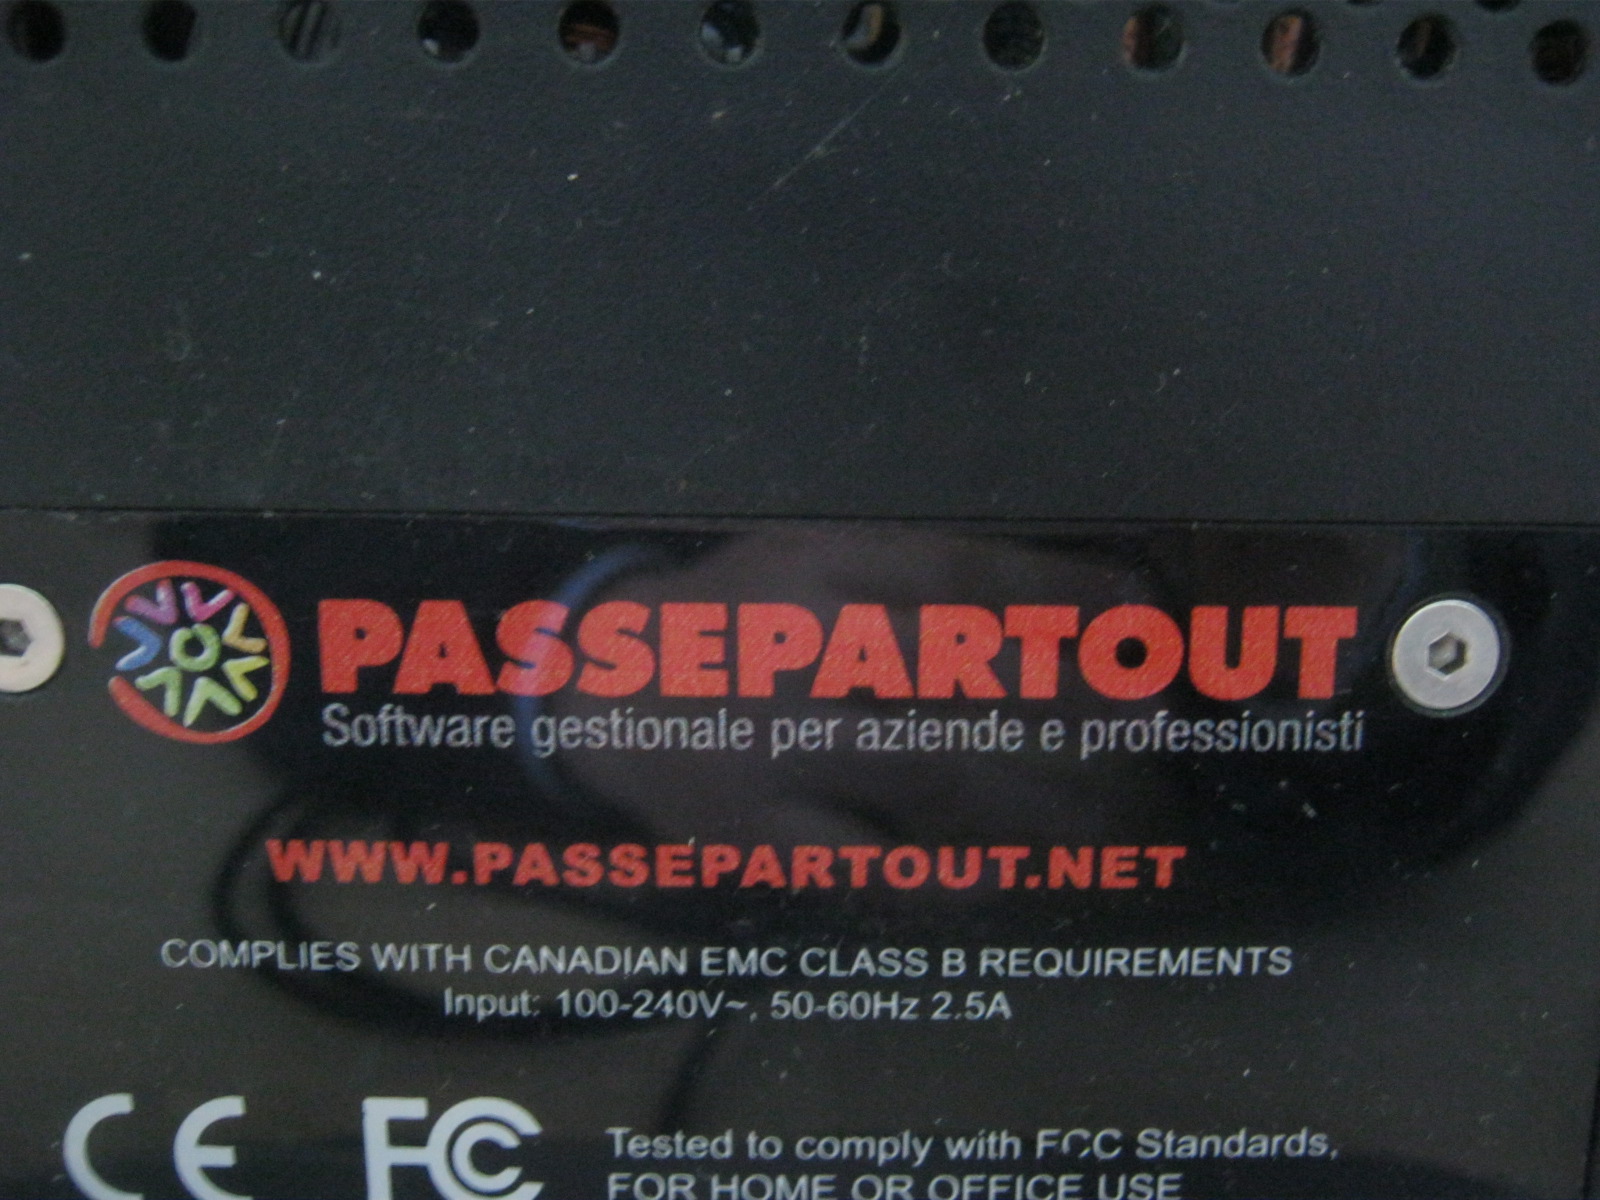 PASSEPARTOUT
Software gestionale per aziende e professionisti
WWW.PASSEPARTOUT.NET
COMPLIES WITH CANADIAN EMC CLASS B REQUIREMENTS
Input: 100-240V~, 50-60Hz 2.5A
CE FC Tested to comply with FCC Standards,
FOR HOME OR OFFICE USE